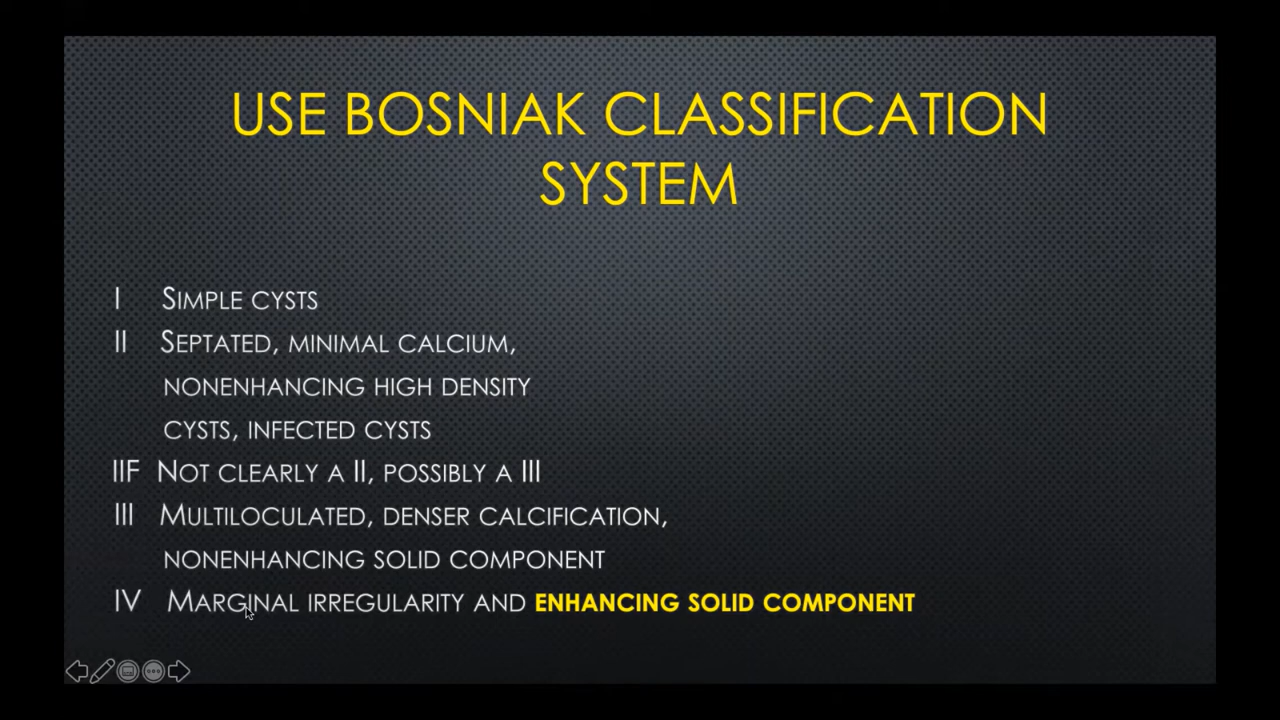 USE BOSNIAK CLASSIFICATION
SYSTEM
I SIMPLE CYSTS
II SEPTATED, MINIMAL CALCIUM,
NONENHANCING HIGH DENSITY
CYSTS, INFECTED CYSTS
IIF NOT CLEARLY A II, POSSIBLY A III
III MULTILOCULATED, DENSER CALCIFICATION,
NONENHANCING SOLID COMPONENT
IV MARGINAL IRREGULARITY AND ENHANCING SOLID COMPONENT